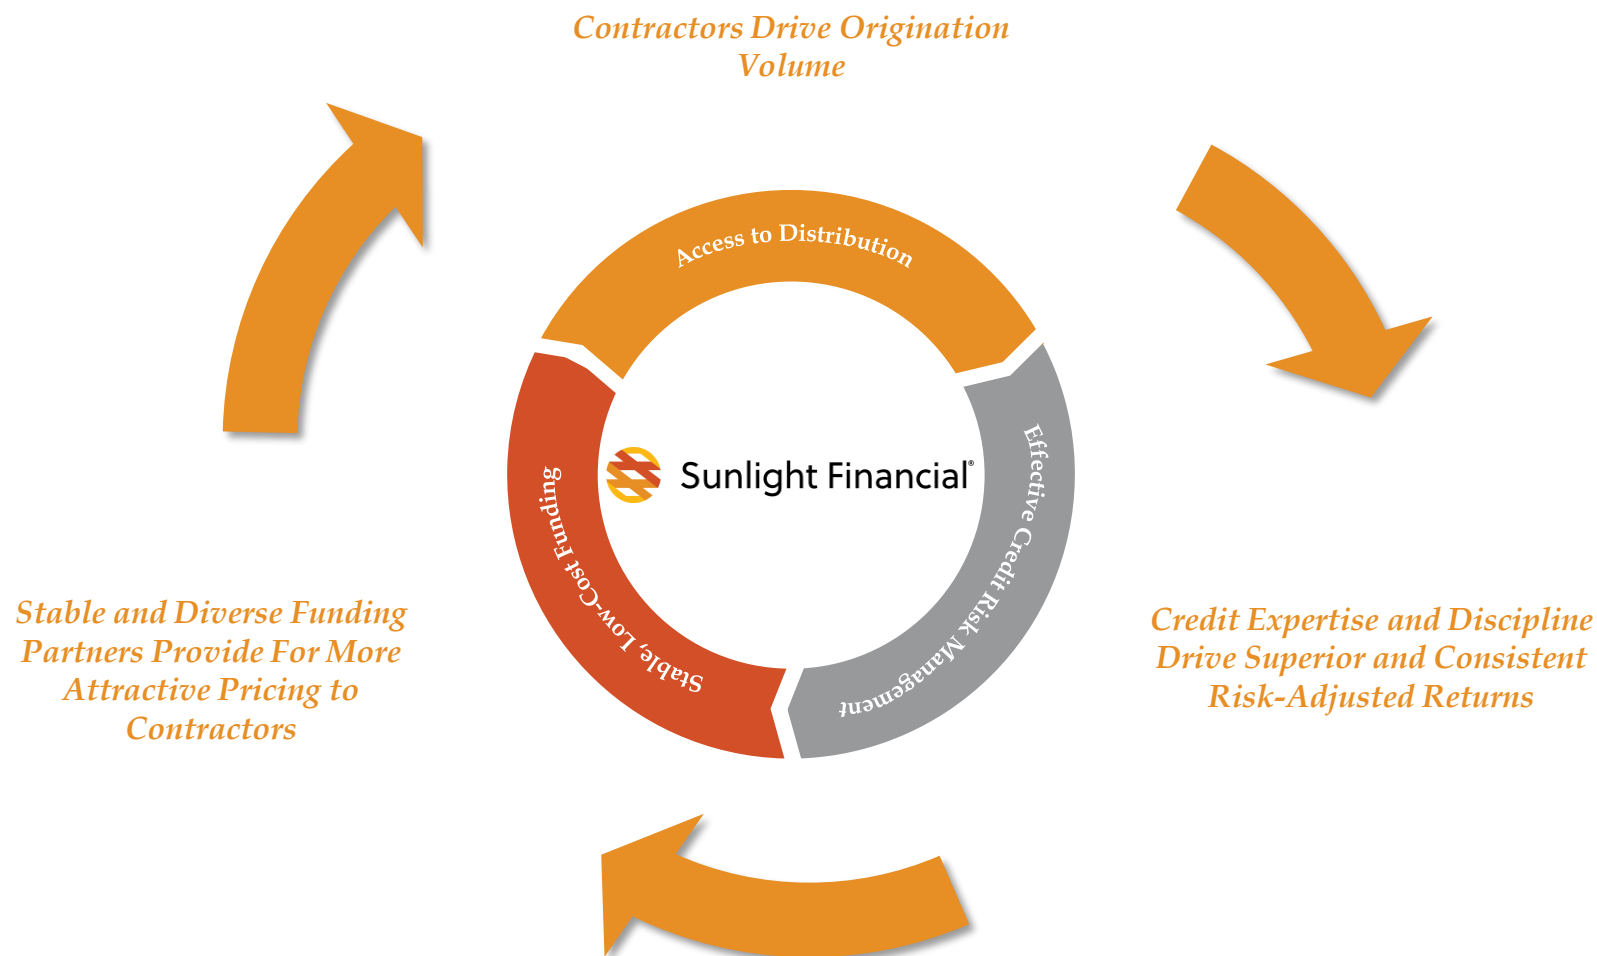 Contractors Drive Origination
Volume
Access to Distribution
Effective Credit Risk Management
Stable, Low-Cost Funding
Sunlight Financial®
Stable and Diverse Funding
Partners Provide For More
Attractive Pricing to
Contractors
Credit Expertise and Discipline
Drive Superior and Consistent
Risk-Adjusted Returns